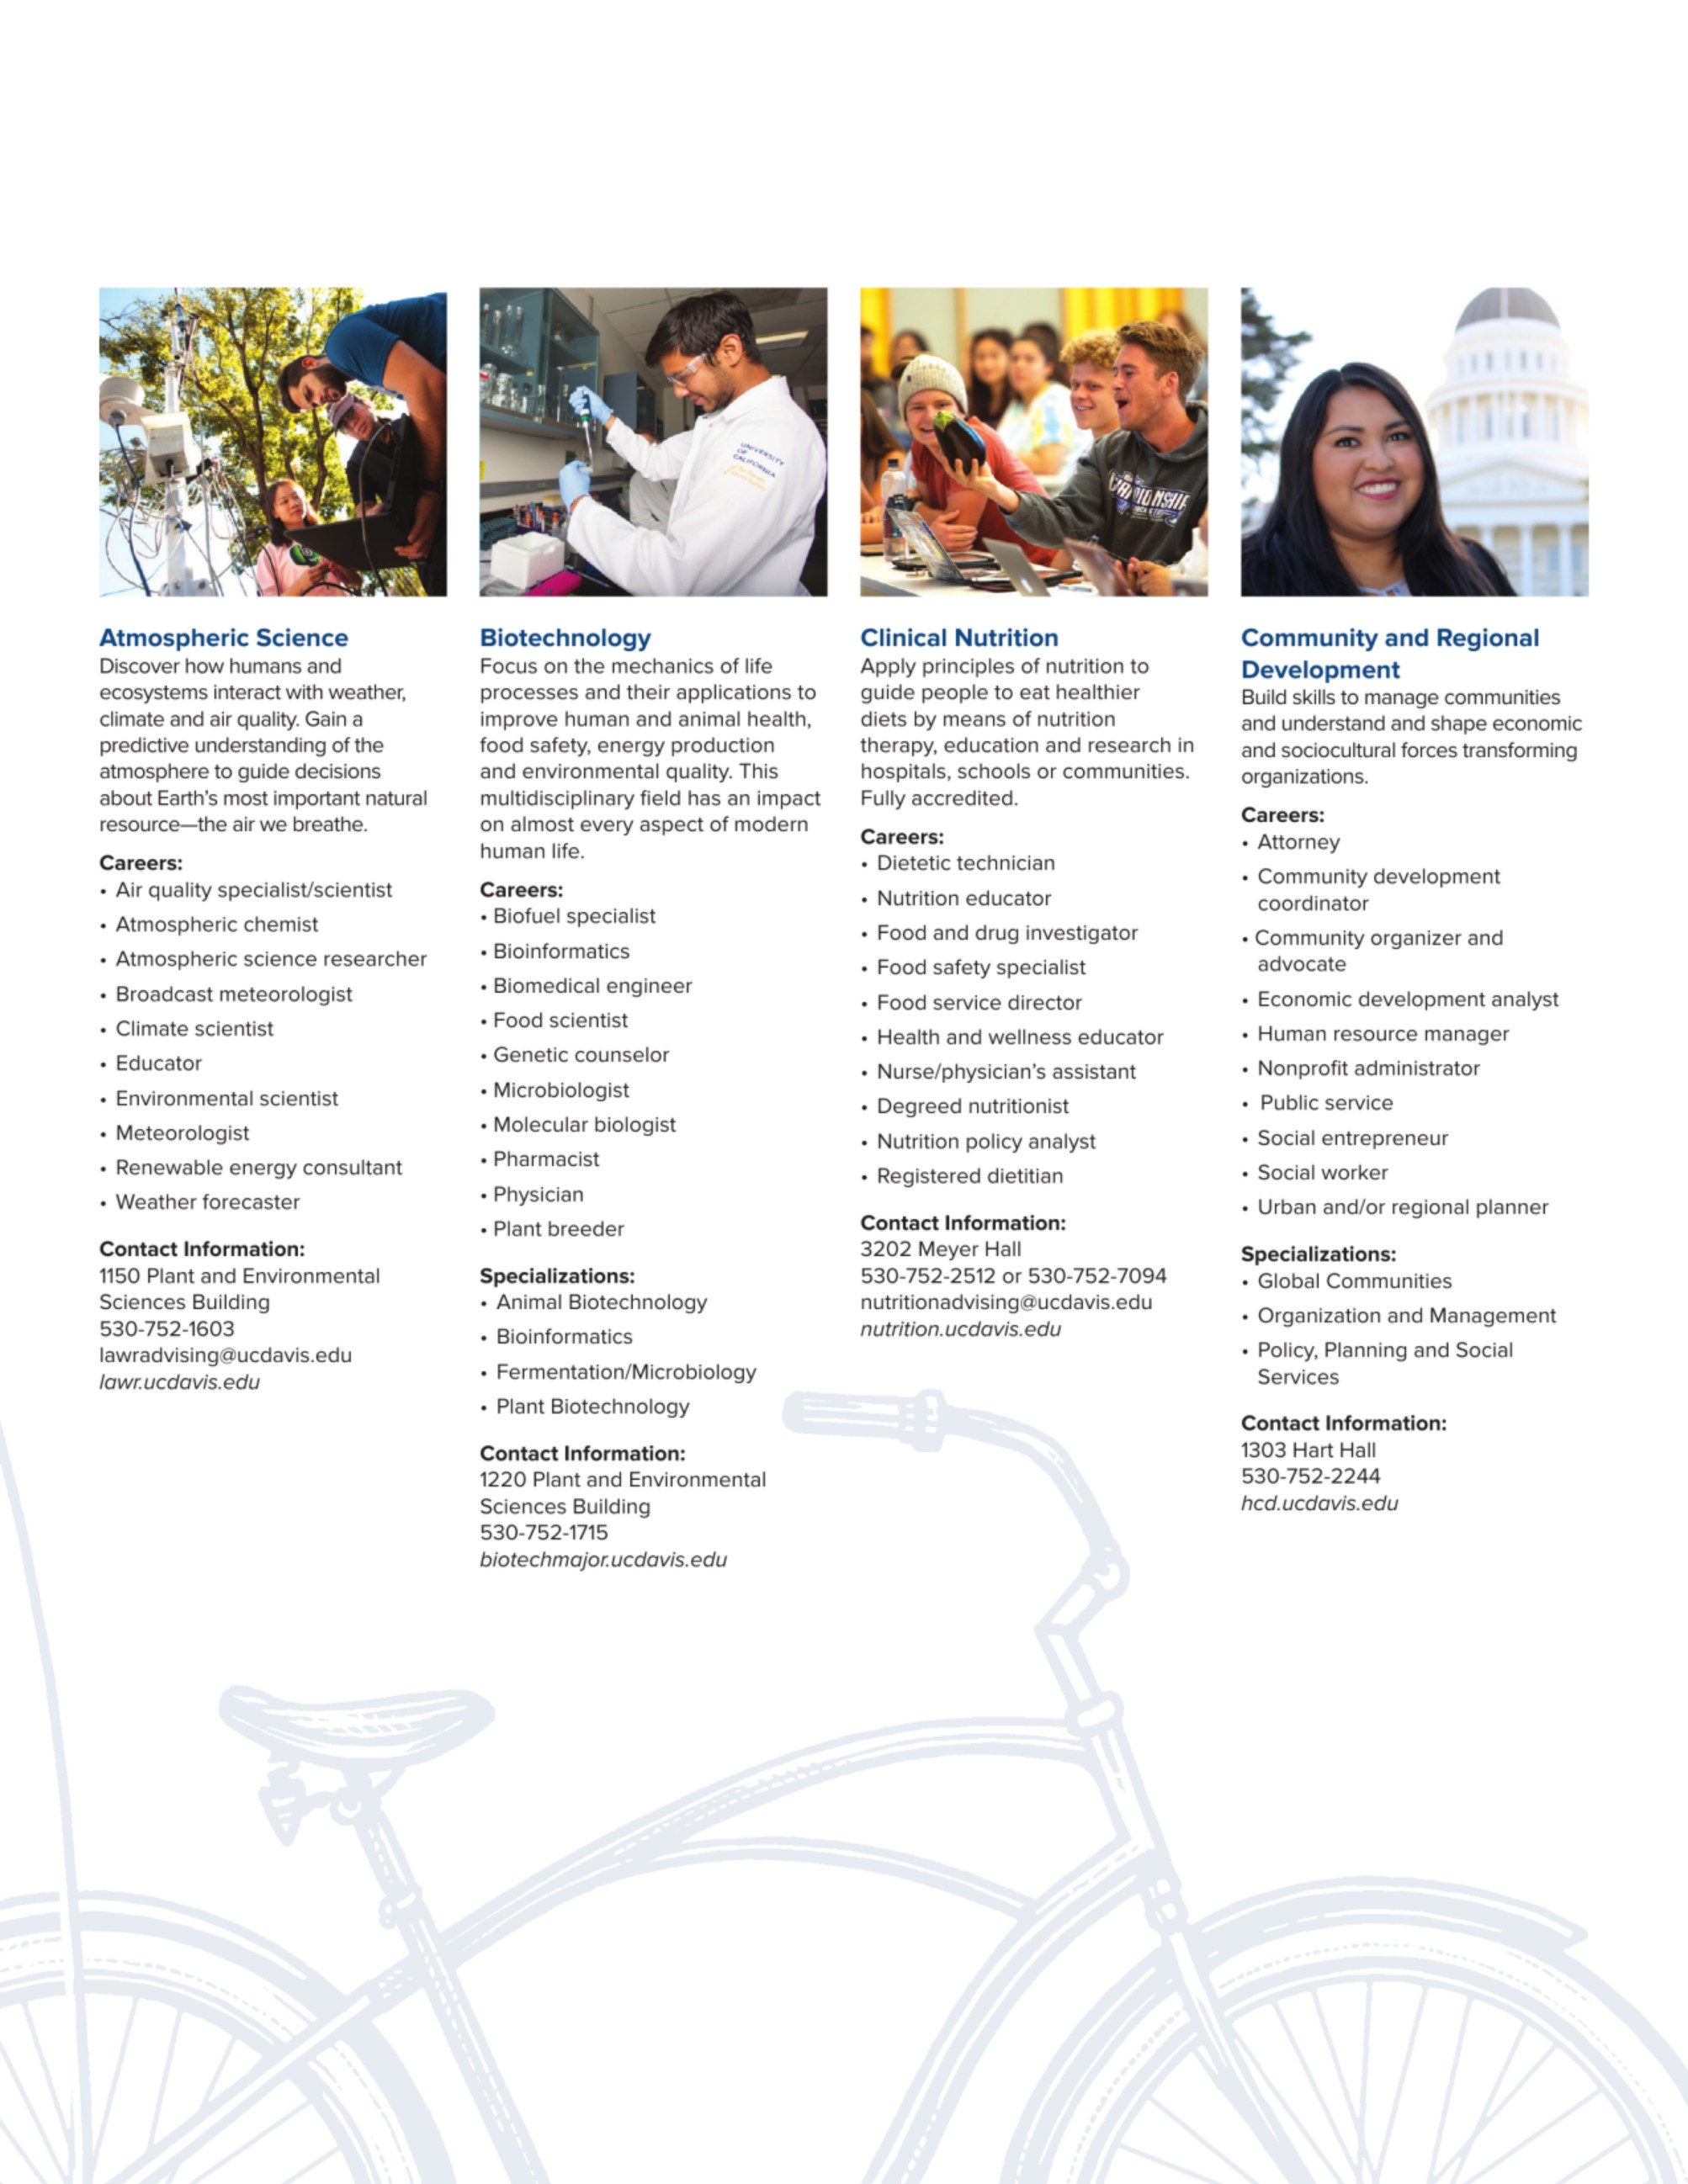 UNIVERSITY
OF
CALIFORNIA
Atmospheric Science
Discover how humans and
ecosystems interact with weather,
climate and air quality. Gain a
predictive understanding of the
atmosphere to guide decisions
about Earth's most important natural
resource—the air we breathe.
Careers:
• Air quality specialist/scientist
• Atmospheric chemist
• Atmospheric science researcher
• Broadcast meteorologist
• Climate scientist
• Educator
• Environmental scientist
• Meteorologist
• Renewable energy consultant
• Weather forecaster
Contact Information:
1150 Plant and Environmental
Sciences Building
530-752-1603
lawradvising@ucdavis.edu
lawr.ucdavis.edu
Biotechnology
Focus on the mechanics of life
processes and their applications to
improve human and animal health,
food safety, energy production
and environmental quality. This
multidisciplinary field has an impact
on almost every aspect of modern
human life.
Careers:
• Biofuel specialist
• Bioinformatics
• Biomedical engineer
• Food scientist
• Genetic counselor
• Microbiologist
• Molecular biologist
• Pharmacist
• Physician
• Plant breeder
Specializations:
• Animal Biotechnology
• Bioinformatics
• Fermentation/Microbiology
• Plant Biotechnology
Contact Information:
1220 Plant and Environmental
Sciences Building
530-752-1715
biotechmajor.ucdavis.edu
Clinical Nutrition
Apply principles of nutrition to
guide people to eat healthier
diets by means of nutrition
therapy, education and research in
hospitals, schools or communities.
Fully accredited.
Careers:
• Dietetic technician
• Nutrition educator
• Food and drug investigator
• Food safety specialist
• Food service director
• Health and wellness educator
• Nurse/physician's assistant
• Degreed nutritionist
• Nutrition policy analyst
• Registered dietitian
Contact Information:
3202 Meyer Hall
530-752-2512 or 530-752-7094
nutritionadvising@ucdavis.edu
nutrition.ucdavis.edu
Community and Regional
Development
Build skills to manage communities
and understand and shape economic
and sociocultural forces transforming
organizations.
Careers:
• Attorney
• Community development
coordinator
• Community organizer and
advocate
• Economic development analyst
• Human resource manager
• Nonprofit administrator
• Public service
• Social entrepreneur
• Social worker
• Urban and/or regional planner
Specializations:
• Global Communities
• Organization and Management
• Policy, Planning and Social
Services
Contact Information:
1303 Hart Hall
530-752-2244
hcd.ucdavis.edu